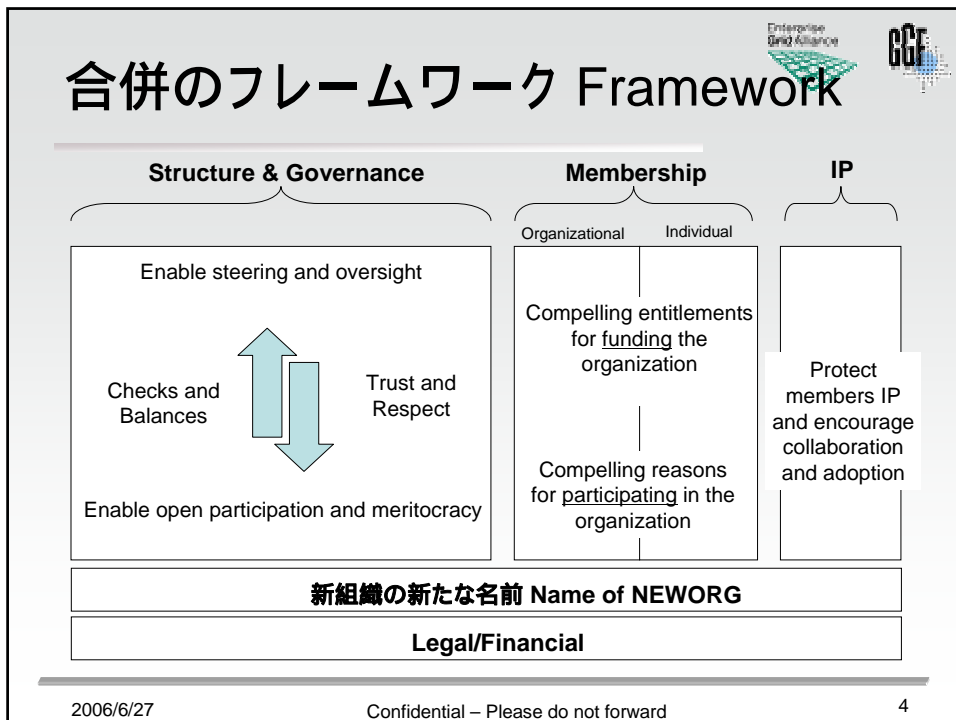 Enterprise
Grid Alliance
GGF
合併のフレームワーク Framework
Structure & Governance
Membership
IP
Organizational
Individual
Enable steering and oversight
Checks and
Balances
Trust and
Respect
Enable open participation and meritocracy
Compelling entitlements
for funding the
organization
Compelling reasons
for participating in the
organization
Protect
members IP
and encourage
collaboration
and adoption
新組織の新たな名前 Name of NEWORG
Legal/Financial
2006/6/27
Confidential – Please do not forward
4